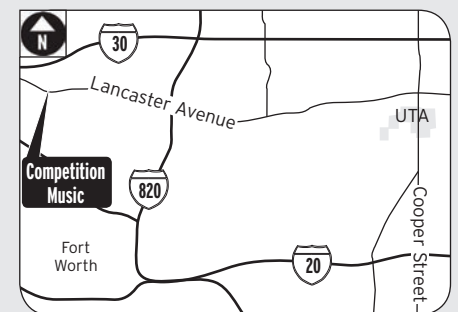 N
30
Lancaster Avenue
UTA
Competition
Music
820
Cooper Street
Fort
Worth
20